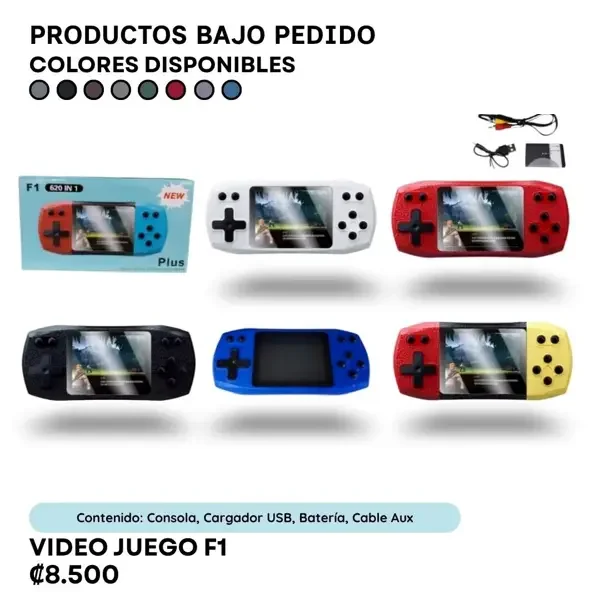 PRODUCTOS BAJO PEDIDO
COLORES DISPONIBLES
F1 620 IN 1
NEW
Plus
Contenido: Consola, Cargador USB, Batería, Cable Aux
VIDEO JUEGO F1
₡8.500